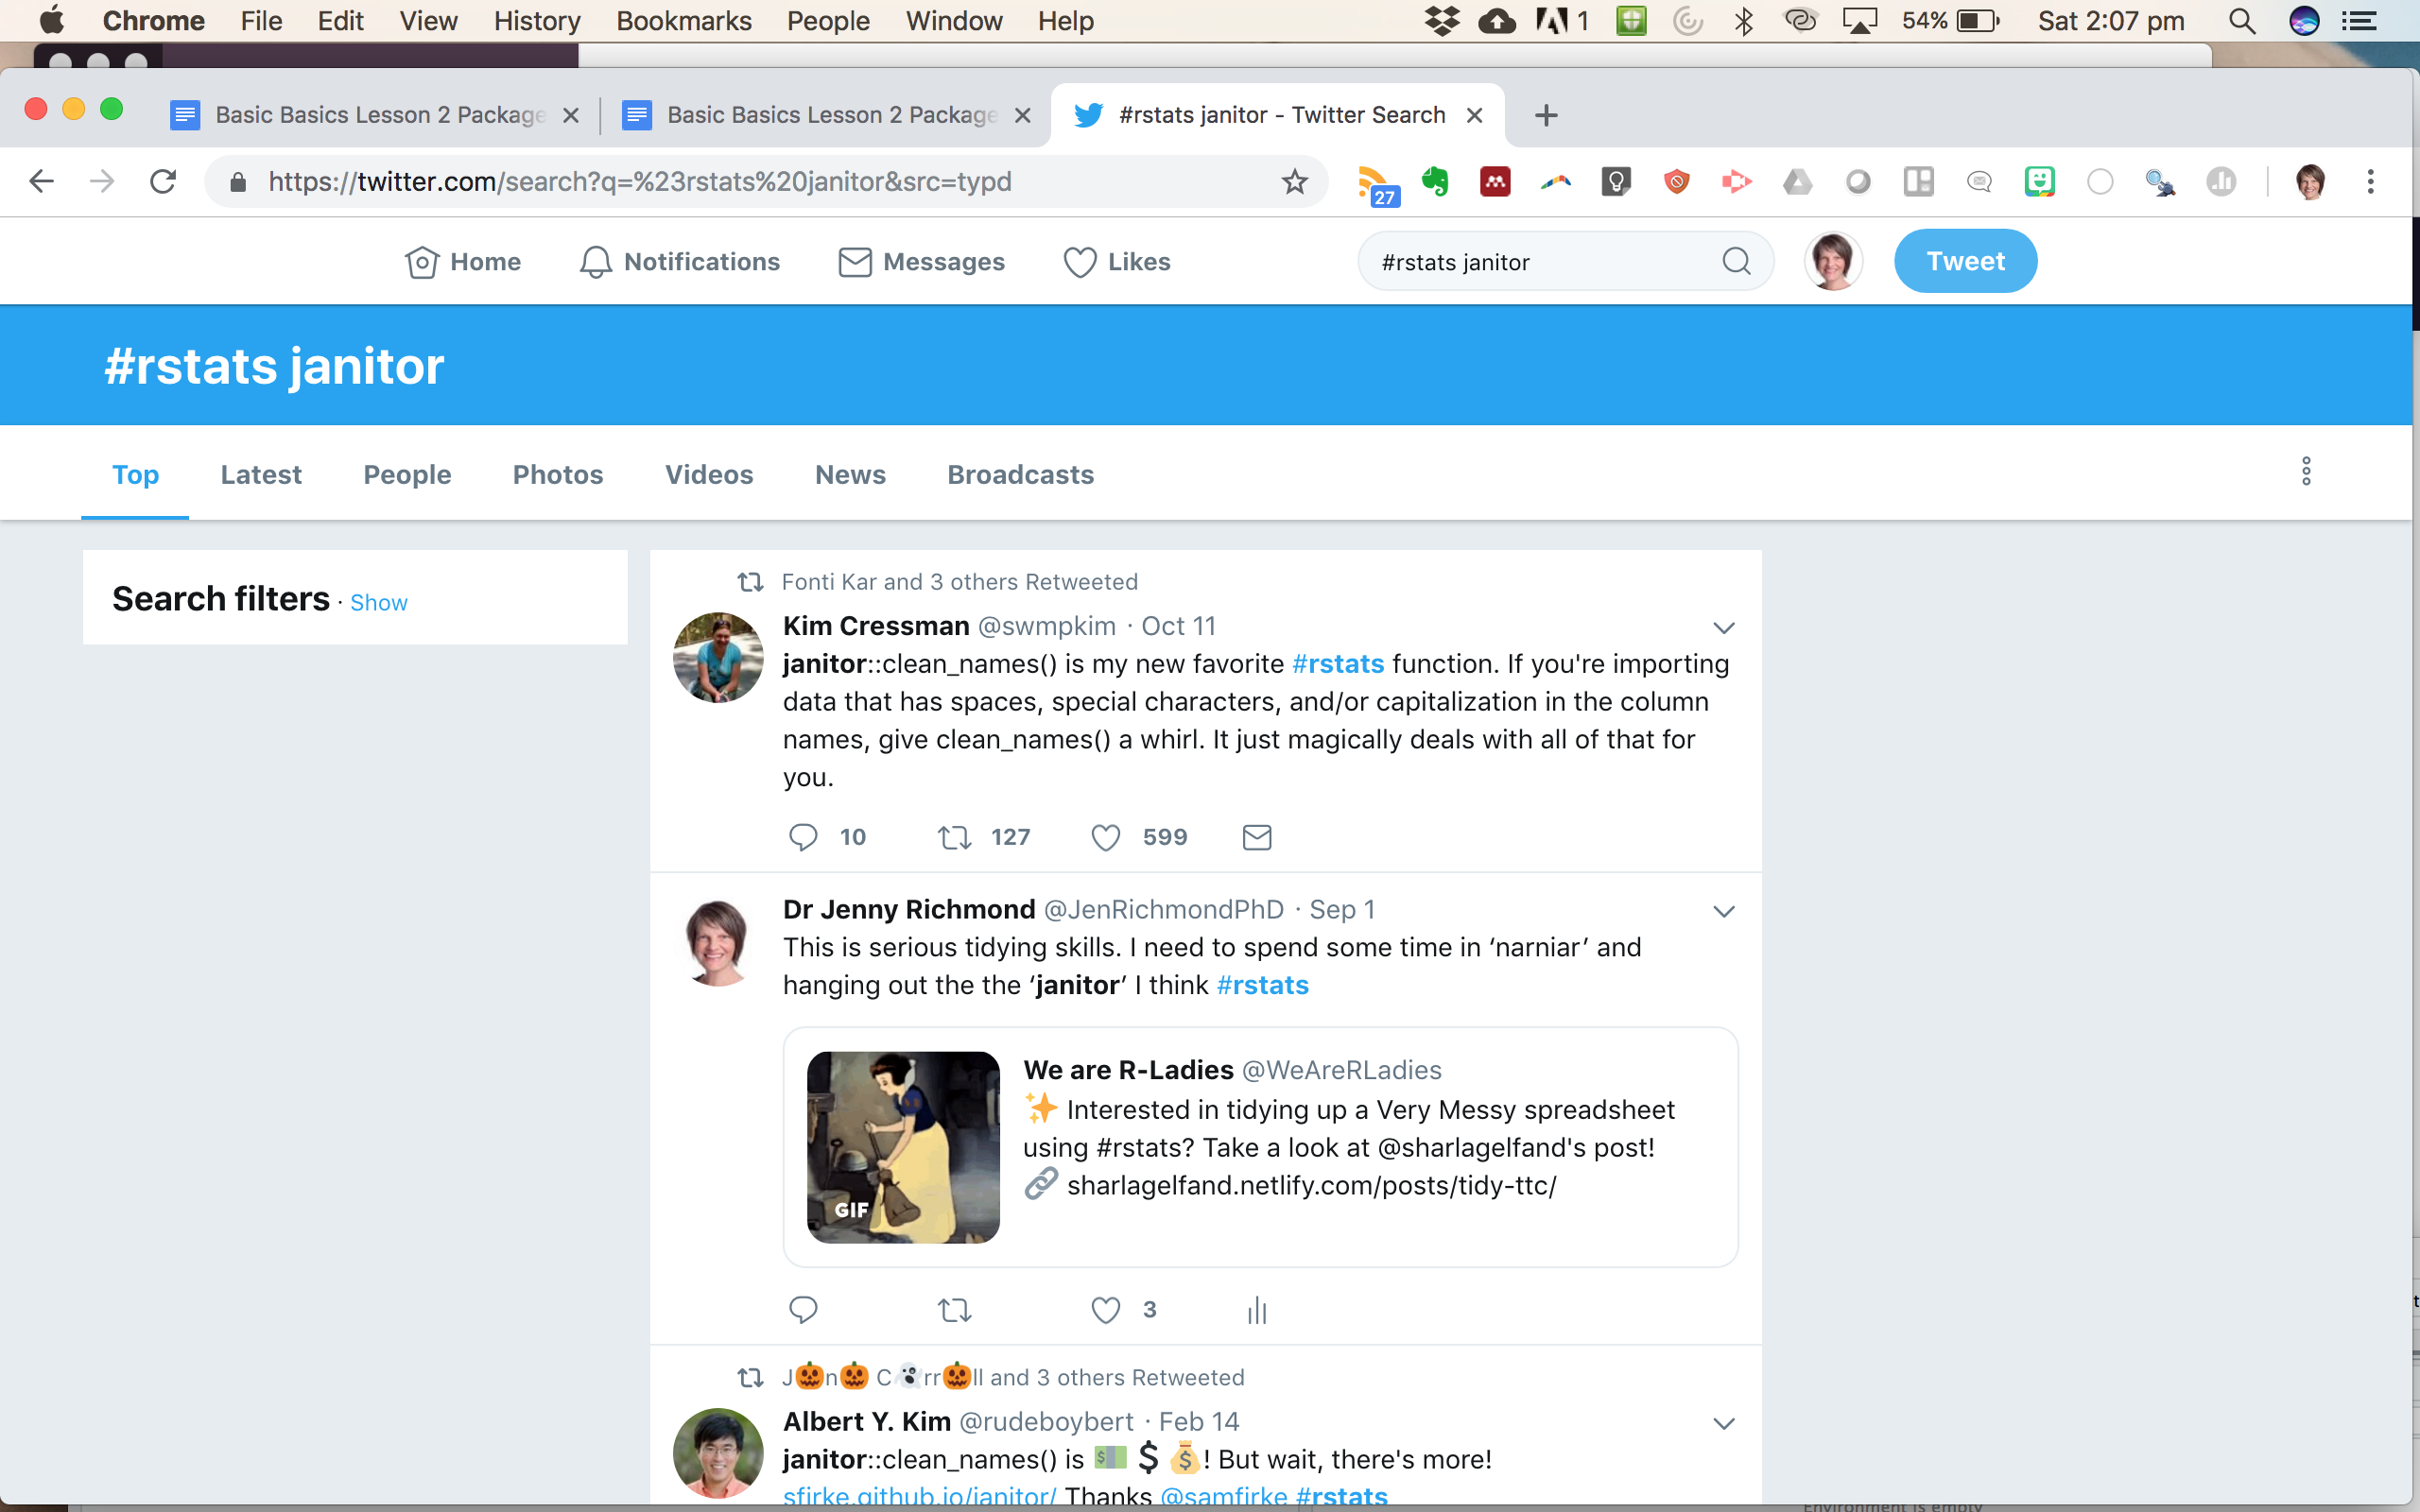 Chrome File Edit View History Bookmarks People Window Help 1 54% Sat 2:07 pm
Basic Basics Lesson 2 Package Basic Basics Lesson 2 Package #rstats janitor - Twitter Search
https://twitter.com/search?q=%23rstats%20janitor&src=typd 27
Home Notifications Messages Likes #rstats janitor Tweet
#rstats janitor
Top Latest People Photos Videos News Broadcasts
Search filters · Show
Fonti Kar and 3 others Retweeted
Kim Cressman @swmpkim · Oct 11
janitor::clean_names() is my new favorite #rstats function. If you're importing
data that has spaces, special characters, and/or capitalization in the column
names, give clean_names() a whirl. It just magically deals with all of that for
you.
10 127 599
Dr Jenny Richmond @JenRichmondPhD · Sep 1
This is serious tidying skills. I need to spend some time in ‘narniar’ and
hanging out the the ‘janitor’ I think #rstats
We are R-Ladies @WeAreRLadies
✨ Interested in tidying up a Very Messy spreadsheet
using #rstats? Take a look at @sharlagelfand's post!
🔗 sharlagelfand.netlify.com/posts/tidy-ttc/
GIF
3
J🎃n🎃 C👻rr🎃ll and 3 others Retweeted
Albert Y. Kim @rudeboybert · Feb 14
janitor::clean_names() is 💵 💲 💰! But wait, there's more!
sfirke.github.io/janitor/ Thanks @samfirke #rstats
Environment is empty